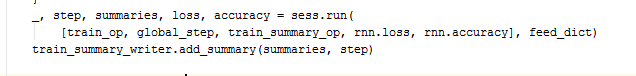 _, step, summaries, loss, accuracy = sess.run(
[train_op, global_step, train_summary_op, rnn.loss, rnn.accuracy], feed_dict)
train_summary_writer.add_summary(summaries, step)